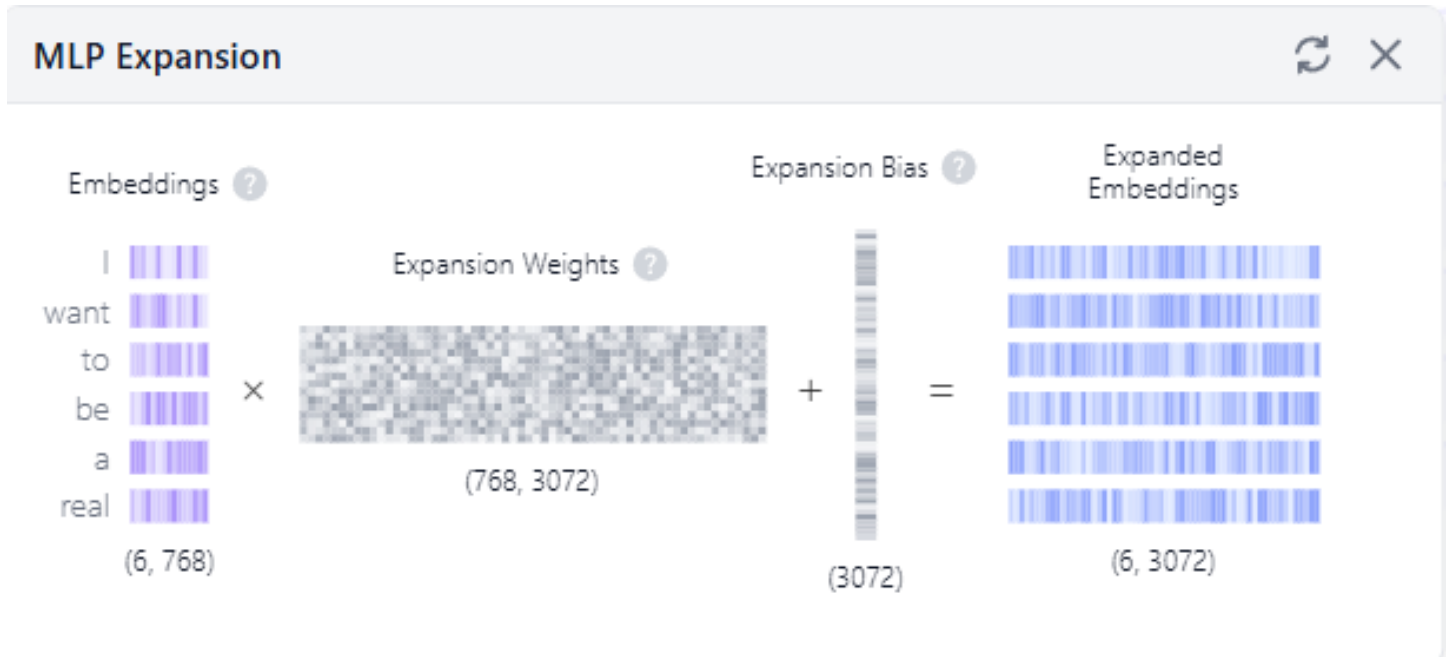 MLP Expansion
Embeddings ?
I
want
to
be
a
real
(6, 768)
×
Expansion Weights ?
(768, 3072)
+
Expansion Bias ?
(3072)
=
Expanded
Embeddings
(6, 3072)